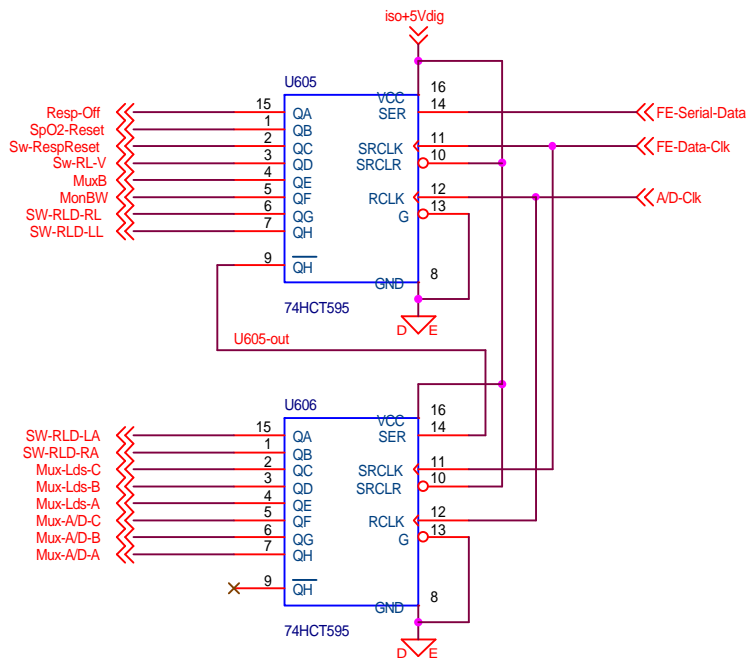 iso+5Vdig
U605
16
VCC
Resp-Off 15 QA SER 14 FE-Serial-Data
SpO2-Reset 1 QB
Sw-RespReset 2 QC SRCLK 11 FE-Data-Clk
Sw-RL-V 3 QD SRCLR 10
MuxB 4 QE
MonBW 5 QF RCLK 12 A/D-Clk
SW-RLD-RL 6 QG G 13
SW-RLD-LL 7 QH
9 QH GND 8
74HCT595
D E
U605-out
U606
16
VCC
SW-RLD-LA 15 QA SER 14
SW-RLD-RA 1 QB
Mux-Lds-C 2 QC SRCLK 11
Mux-Lds-B 3 QD SRCLR 10
Mux-Lds-A 4 QE
Mux-A/D-C 5 QF RCLK 12
Mux-A/D-B 6 QG G 13
Mux-A/D-A 7 QH
9 QH GND 8
74HCT595
D E